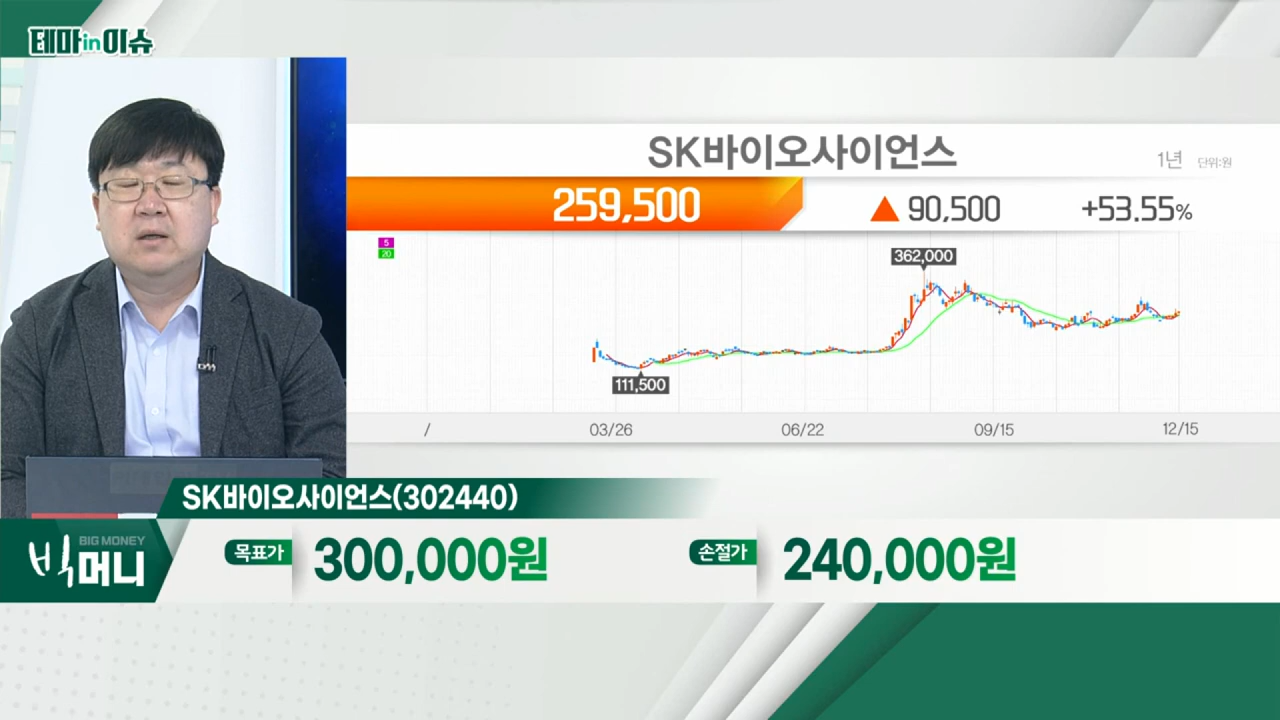 테마in이슈
SK바이오사이언스
1년 단위:원
259,500
▲ 90,500
+53.55%
5
20
362,000
111,500
/
03/26
06/22
09/15
12/15
SK바이오사이언스(302440)
BIG MONEY
빅머니
목표가
300,000원
손절가
240,000원